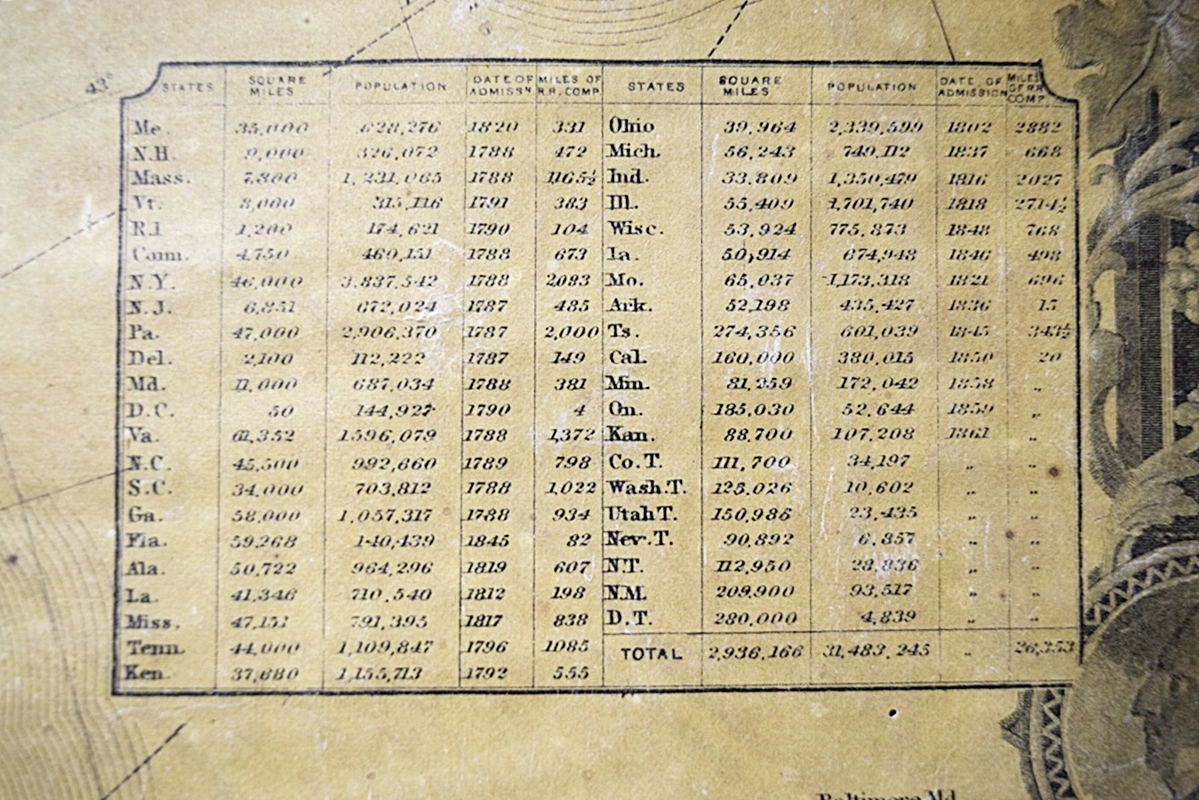 43°
STATES SQUARE MILES POPULATION DATE OF ADMISSN MILES OF R.R. COMP. STATES SQUARE MILES POPULATION DATE OF ADMISSION MILES OF RR COMP
Me. 35,000 628,276 1820 331 Ohio 39,964 2,339,599 1802 2882
N.H. 9,000 326,072 1788 472 Mich. 56,243 749,112 1837 668
Mass. 7,800 1,231,065 1788 1165½ Ind. 33,809 1,350,479 1816 2027
Vt. 8,000 315,116 1791 383 Ill. 55,409 1,701,740 1818 2714½
R.I 1,200 174,621 1790 104 Wisc. 53,924 775,873 1848 768
Conn. 4,750 460,151 1788 673 Ia. 50,914 674,948 1846 498
N.Y. 46,000 3,837,542 1788 2,093 Mo. 65,037 1,173,318 1821 696
N.J. 6,851 672,024 1787 485 Ark. 52,198 435,427 1836 15
Pa. 47,000 2,906,370 1787 2,000 Ts. 274,356 601,039 1845 343½
Del. 2,100 112,222 1787 149 Cal. 160,000 380,015 1850 20
Md. 11,000 687,034 1788 381 Min. 81,259 172,042 1858 „
D.C. 50 144,927 1790 4 On. 185,030 52,644 1859 „
Va. 61,352 1596,079 1788 1,372 Kan. 88,700 107,208 1861 „
N.C. 45,500 992,660 1789 798 Co.T. 111,700 34,197 „ „
S.C. 34,000 703,812 1788 1,022 Wash.T. 125,026 10,602 „ „
Ga. 58,000 1,057,317 1788 934 Utah T. 150,986 23,435 „ „
Fla. 59,268 140,439 1845 82 Nev.T. 90,892 6,857 „ „
Ala. 50,722 964,296 1819 607 N.T. 112,950 28,836 „ „
La. 41,346 710,540 1812 198 N.M. 209,900 93,517 „ „
Miss. 47,151 791,395 1817 838 D.T. 280,000 4,839 „ „
Tenn. 44,000 1,109,847 1796 1085 TOTAL 2,936,166 31,483,245 „ 26,353
Ken. 37,680 1,155,713 1792 555
Baltimore Md.